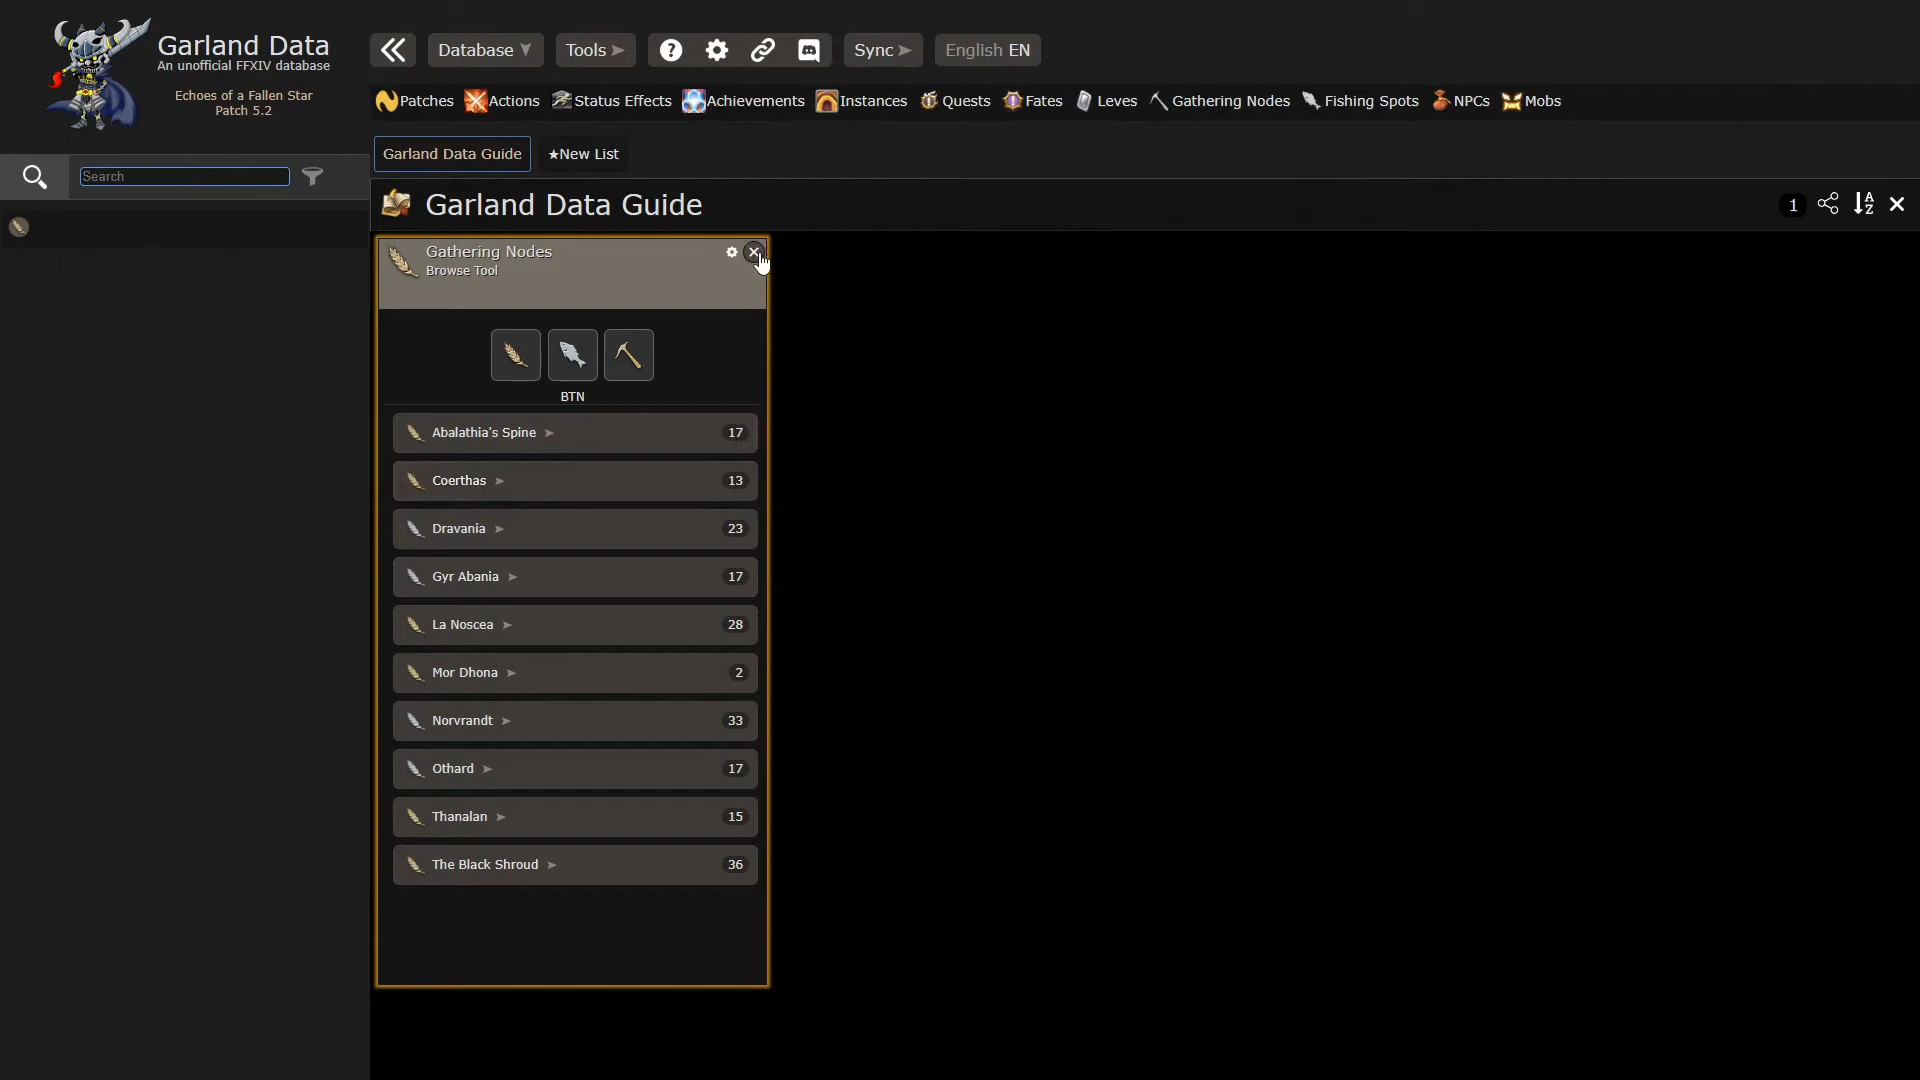 Garland Data
An unofficial FFXIV database
Echoes of a Fallen Star
Patch 5.2
Database
Tools
Sync
English EN
Patches
Actions
Status Effects
Achievements
Instances
Quests
Fates
Leves
Gathering Nodes
Fishing Spots
NPCs
Mobs
Search
Garland Data Guide
★New List
Garland Data Guide
1
Gathering Nodes
Browse Tool
BTN
Abalathia's Spine 17
Coerthas 13
Dravania 23
Gyr Abania 17
La Noscea 28
Mor Dhona 2
Norvrandt 33
Othard 17
Thanalan 15
The Black Shroud 36